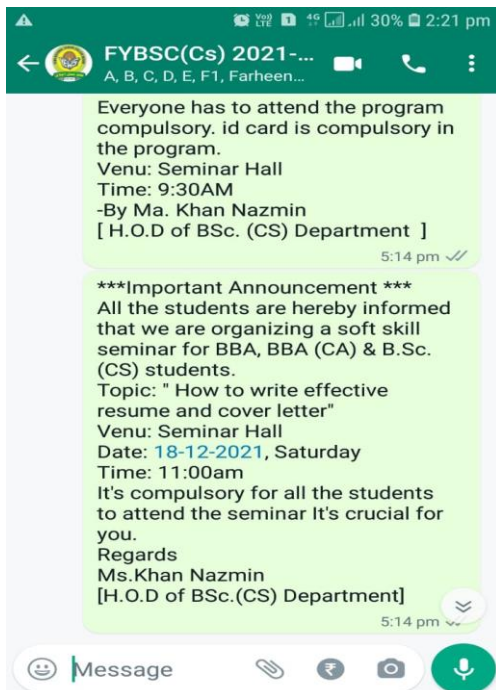 30% 2:21 pm
FYBSC(Cs) 2021-...
A, B, C, D, E, F1, Farheen...
Everyone has to attend the program
compulsory. id card is compulsory in
the program.
Venu: Seminar Hall
Time: 9:30AM
-By Ma. Khan Nazmin
[ H.O.D of BSc. (CS) Department ]
5:14 pm
***Important Announcement ***
All the students are hereby informed
that we are organizing a soft skill
seminar for BBA, BBA (CA) & B.Sc.
(CS) students.
Topic: " How to write effective
resume and cover letter"
Venu: Seminar Hall
Date: 18-12-2021, Saturday
Time: 11:00am
It's compulsory for all the students
to attend the seminar It's crucial for
you.
Regards
Ms.Khan Nazmin
[H.O.D of BSc.(CS) Department]
5:14 pm
Message